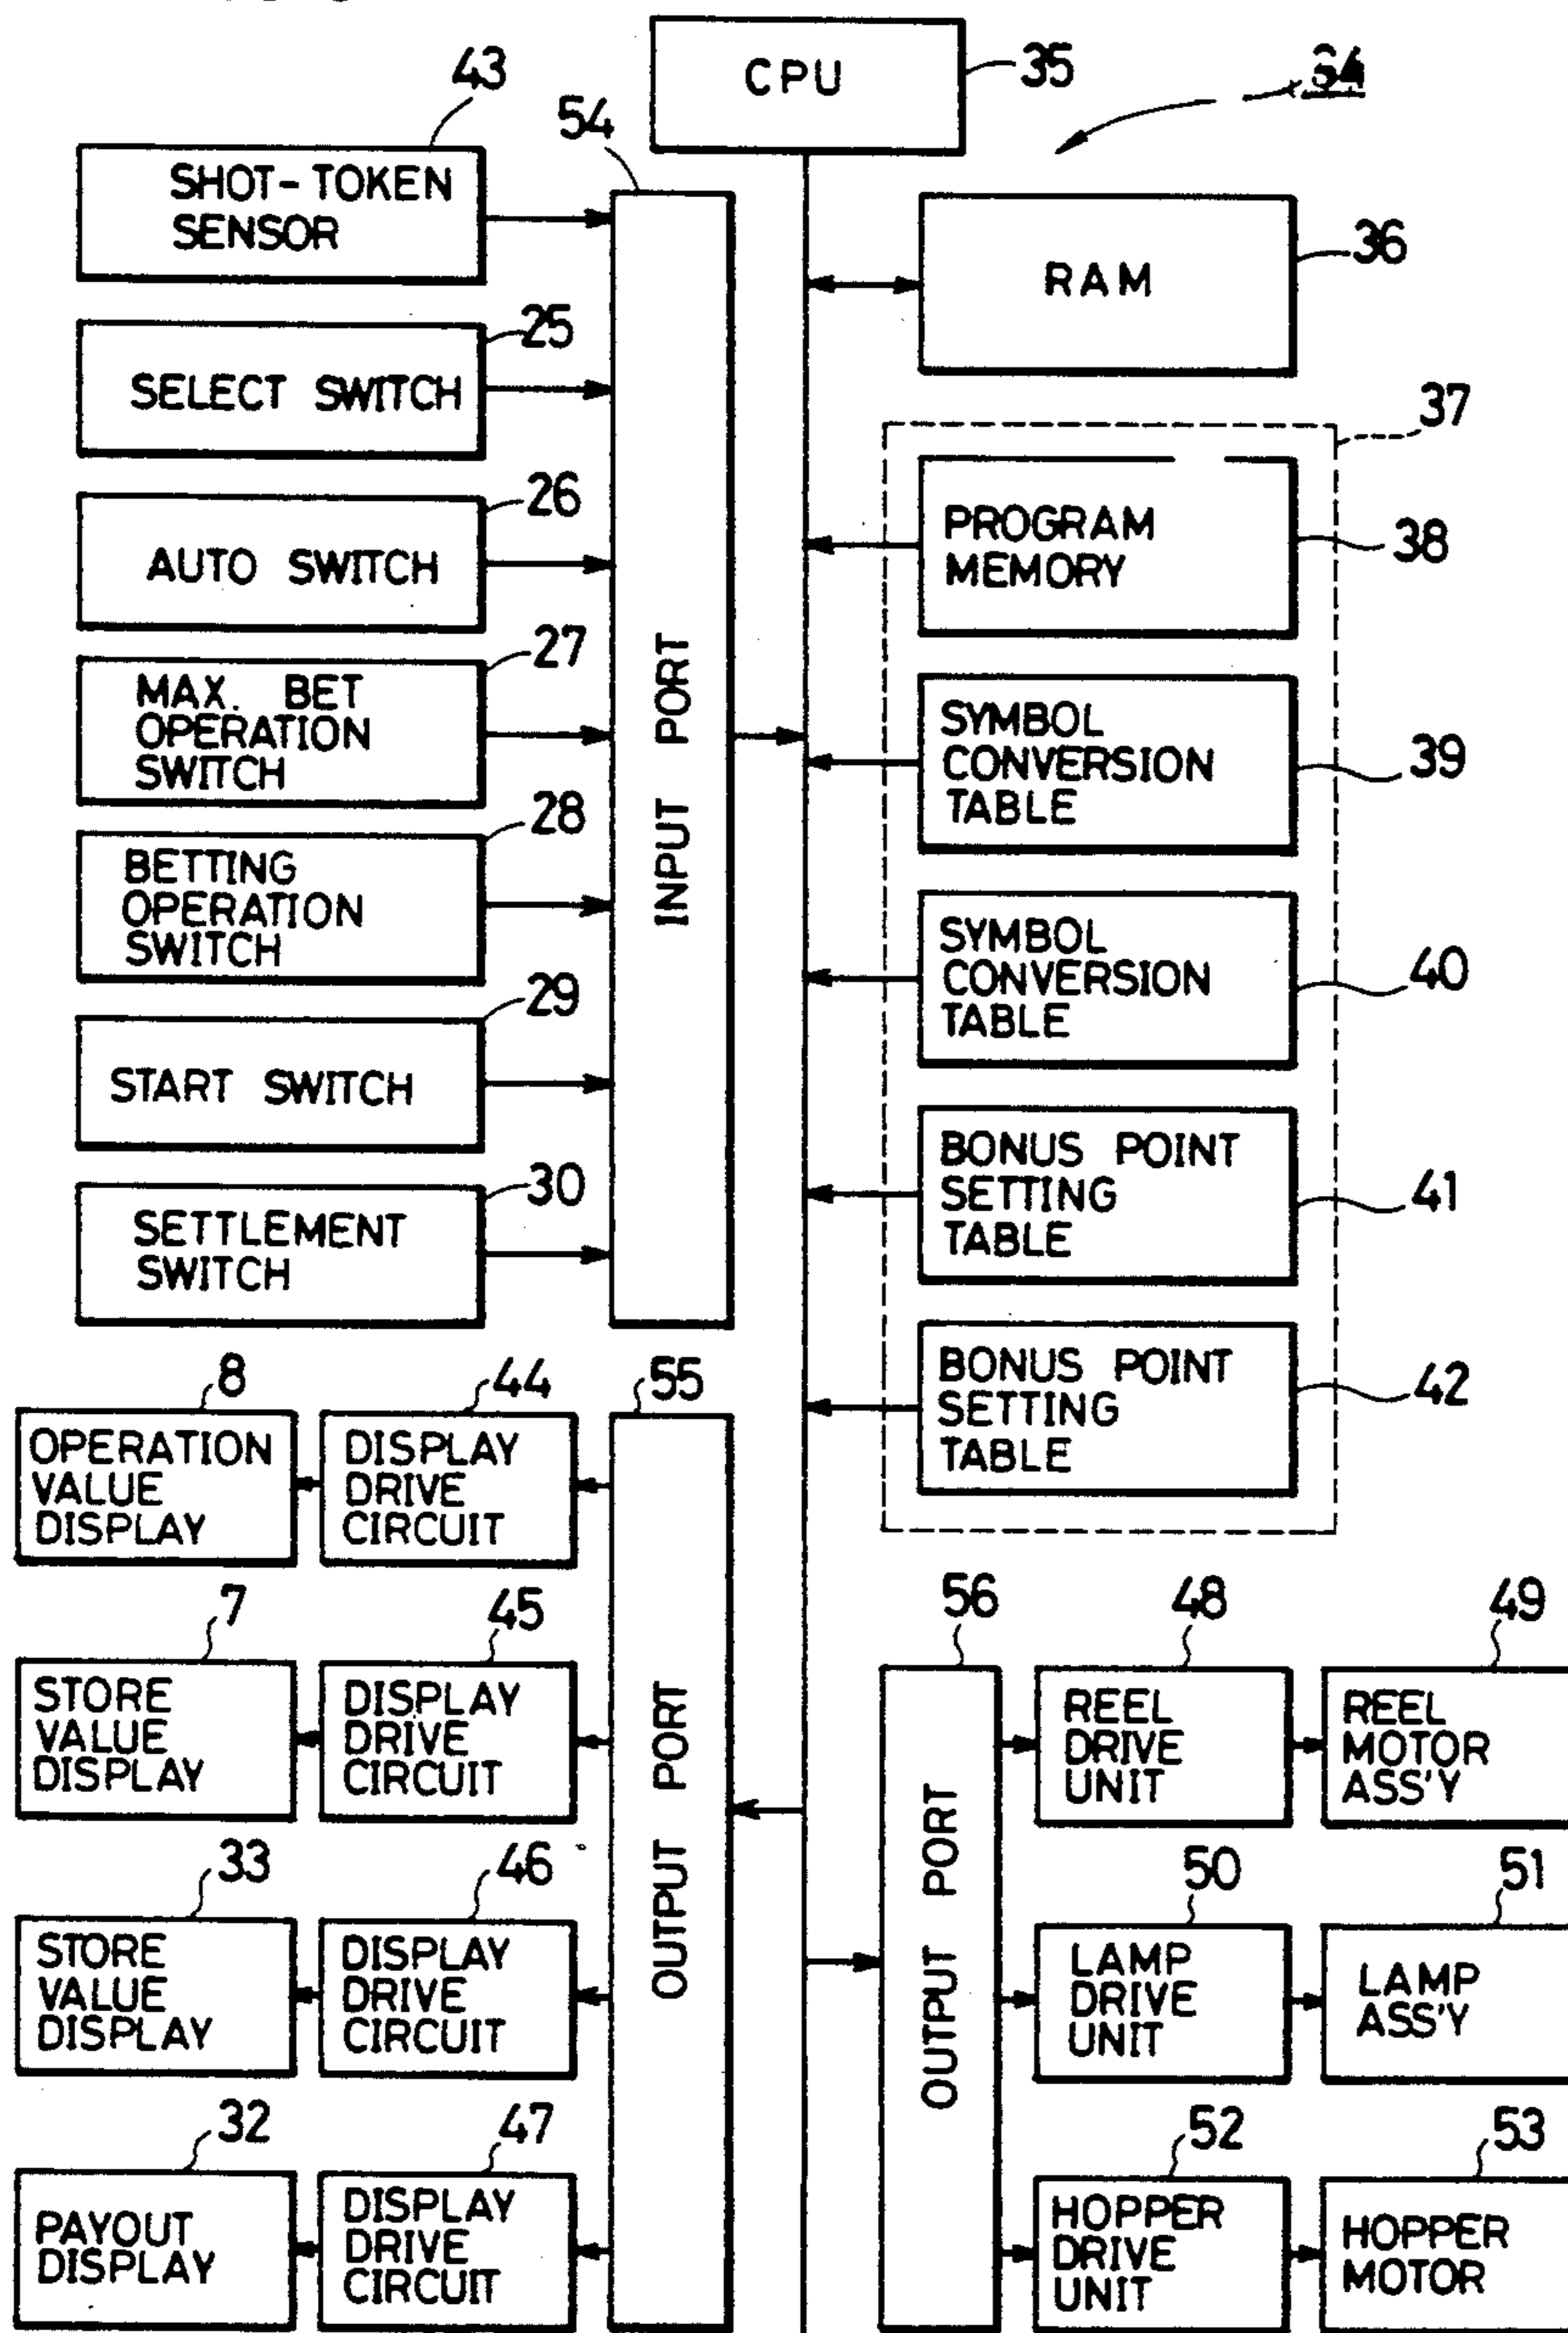 CPU
35
34
43
SHOT-TOKEN
SENSOR
54
INPUT PORT
25
SELECT SWITCH
26
AUTO SWITCH
27
MAX. BET
OPERATION
SWITCH
28
BETTING
OPERATION
SWITCH
29
START SWITCH
30
SETTLEMENT
SWITCH
RAM
36
37
PROGRAM
MEMORY
38
SYMBOL
CONVERSION
TABLE
39
SYMBOL
CONVERSION
TABLE
40
BONUS POINT
SETTING
TABLE
41
BONUS POINT
SETTING
TABLE
42
8
OPERATION
VALUE
DISPLAY
44
DISPLAY
DRIVE
CIRCUIT
55
OUTPUT PORT
7
STORE
VALUE
DISPLAY
45
DISPLAY
DRIVE
CIRCUIT
33
STORE
VALUE
DISPLAY
46
DISPLAY
DRIVE
CIRCUIT
32
PAYOUT
DISPLAY
47
DISPLAY
DRIVE
CIRCUIT
56
OUTPUT PORT
48
REEL
DRIVE
UNIT
49
REEL
MOTOR
ASS'Y
50
LAMP
DRIVE
UNIT
51
LAMP
ASS'Y
52
HOPPER
DRIVE
UNIT
53
HOPPER
MOTOR